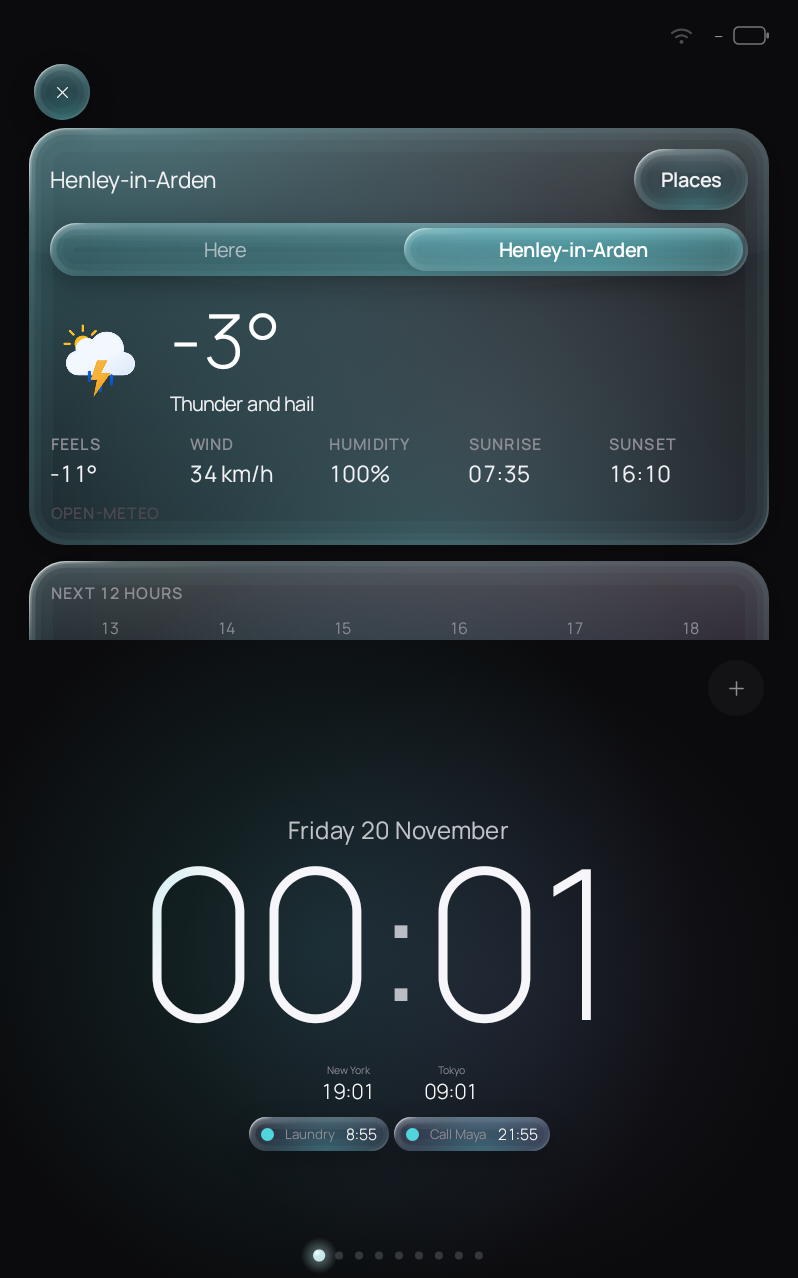 –
Henley-in-Arden
Places
Here
Henley-in-Arden
-3°
Thunder and hail
FEELS WIND HUMIDITY SUNRISE SUNSET
-11° 34 km/h 100% 07:35 16:10
OPEN-METEO
NEXT 12 HOURS
13 14 15 16 17 18
Friday 20 November
00:01
New York Tokyo
19:01 09:01
Laundry 8:55 Call Maya 21:55